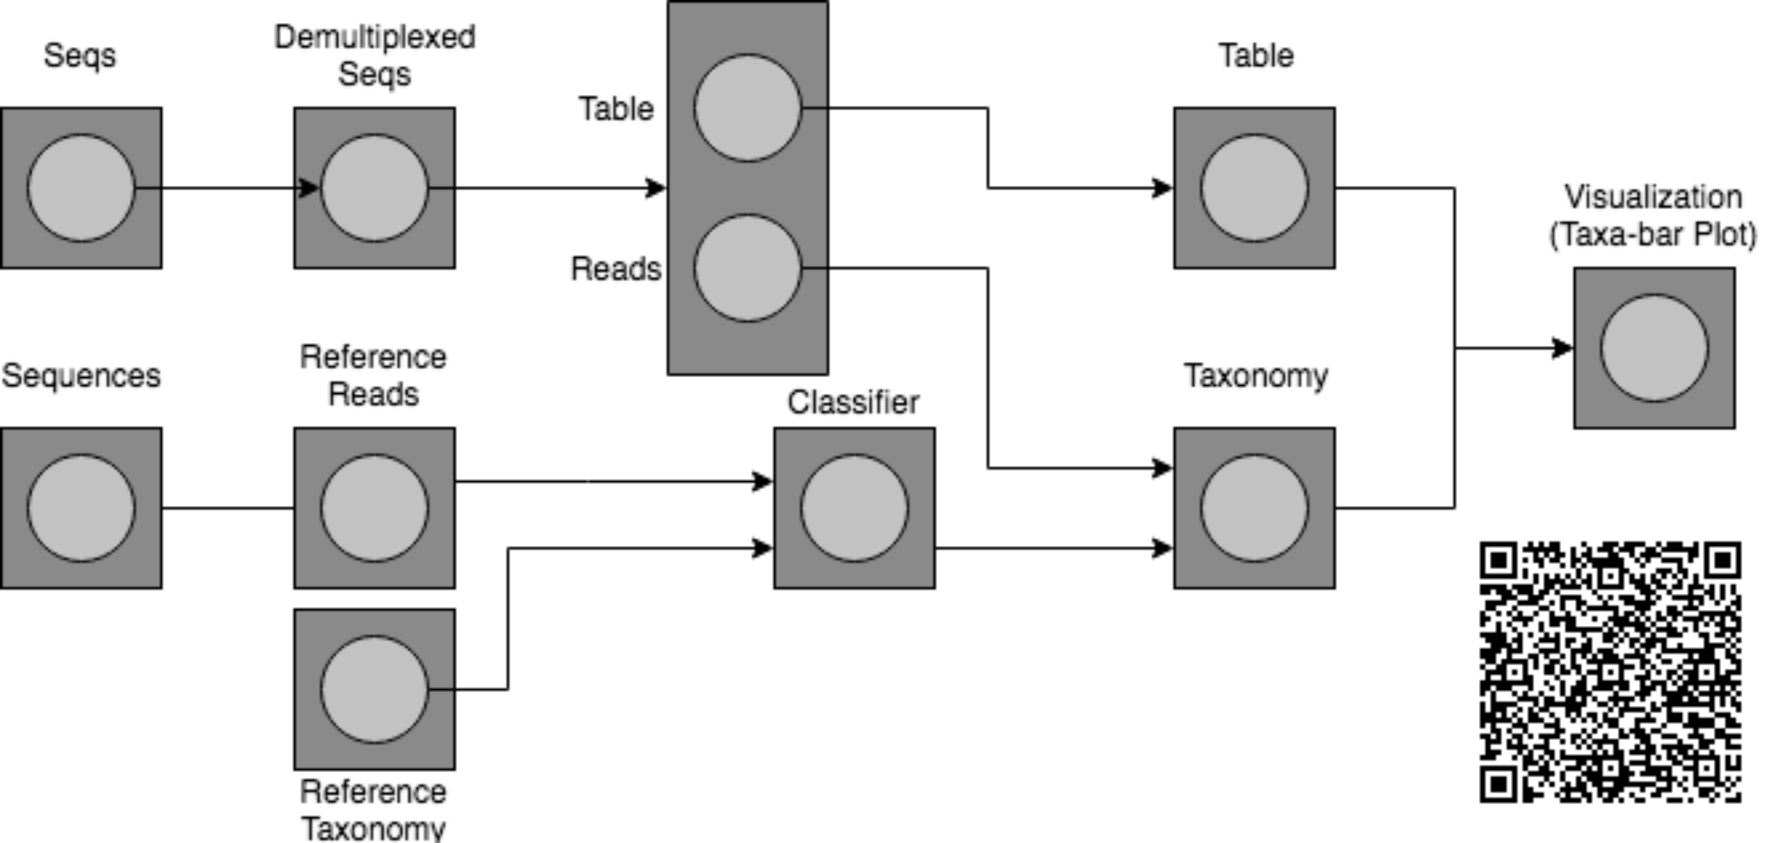 Seqs
Demultiplexed
Seqs
Table
Reads
Table
Visualization
(Taxa-bar Plot)
Sequences
Reference
Reads
Classifier
Taxonomy
Reference
Taxonomy